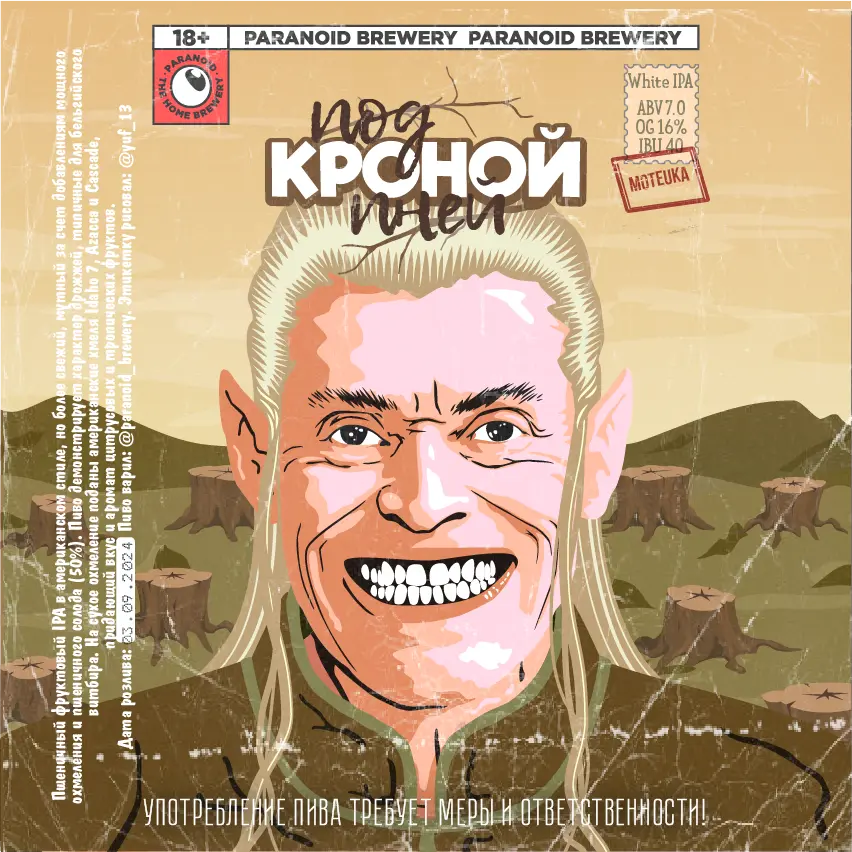 18+ PARANOID BREWERY PARANOID BREWERY
PARANOID
THE HOME BREWERY
White IPA
ABV 7.0
OG 16%
IBU 40
MOTEUKA
под
КРОНОЙ
пней
Пшеничный фруктовый IPA в американском стиле, но более свежий, мутный за счет добавлениям мощного
охмеления и пшеничного солода (50%). Пиво демонстрирует характер дрожжей, типичные для бельгийского
витбира. На сухое охмеление поданы американские хмеля Idaho 7, Azacca и Cascade,
придающий вкус и аромат цитрусовых и тропических фруктов.
Дата розлива: 03.09.2024 Пиво варил: @paranoid_brewery. Этикетку рисовал: @yuf_13
УПОТРЕБЛЕНИЕ ПИВА ТРЕБУЕТ МЕРЫ И ОТВЕТСТВЕННОСТИ!